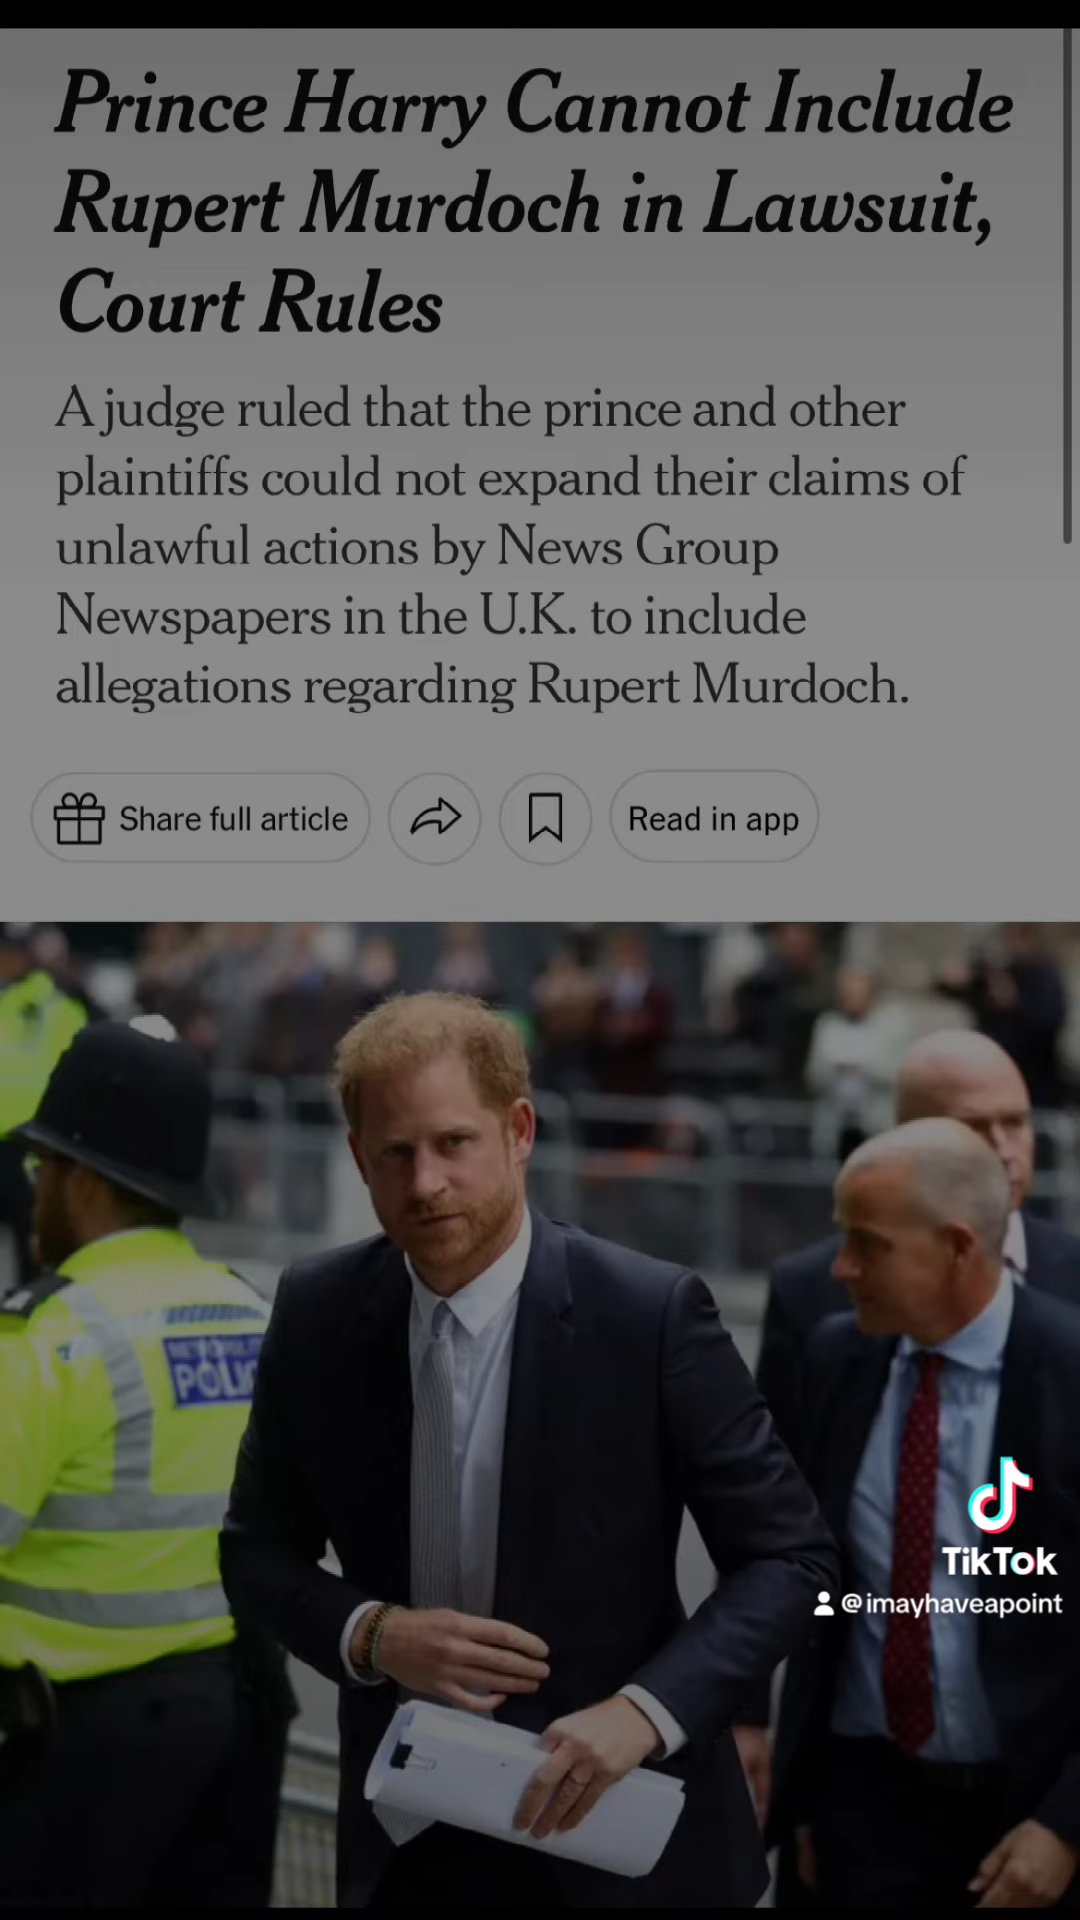 Prince Harry Cannot Include
Rupert Murdoch in Lawsuit,
Court Rules
A judge ruled that the prince and other
plaintiffs could not expand their claims of
unlawful actions by News Group
Newspapers in the U.K. to include
allegations regarding Rupert Murdoch.
Share full article
Read in app
TikTok
@imayhaveapoint